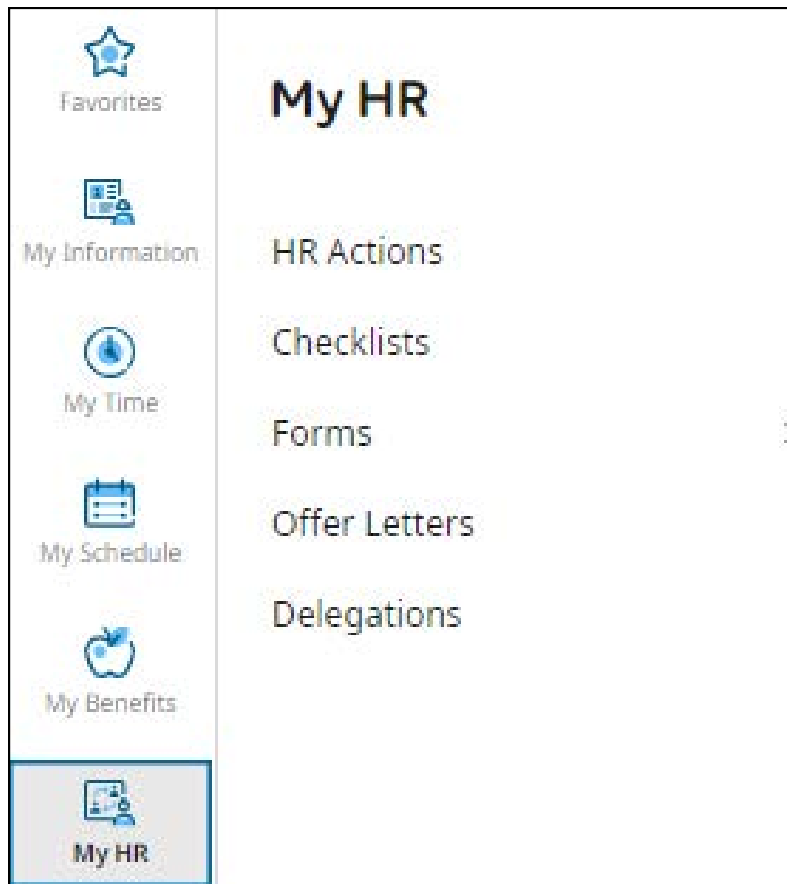 Favorites
My Information
My Time
My Schedule
My Benefits
My HR
My HR
HR Actions
Checklists
Forms
Offer Letters
Delegations